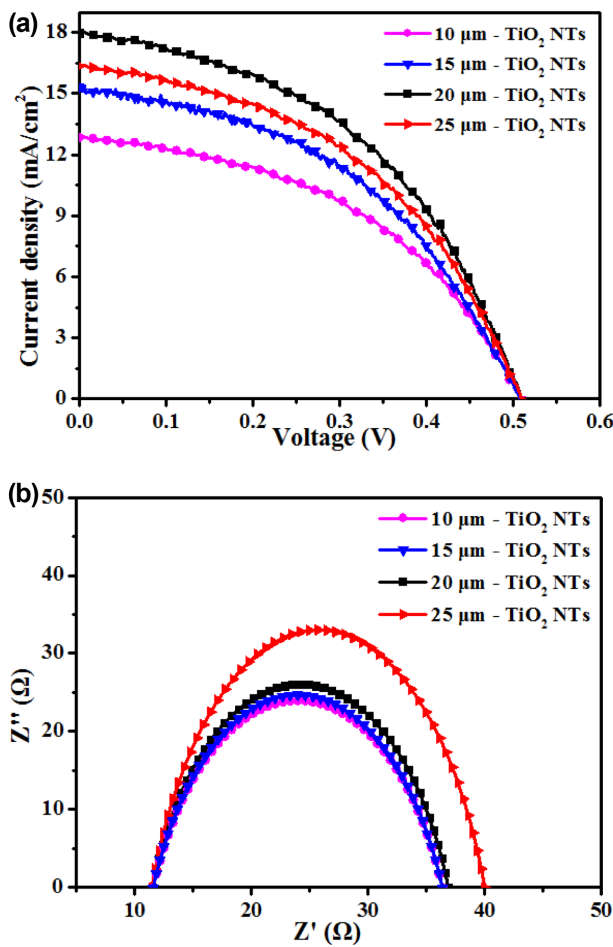 (a)
18
15
12
9
6
3
0
0.0 0.1 0.2 0.3 0.4 0.5 0.6
Current density (mA/cm²)
Voltage (V)
10 µm - TiO₂ NTs
15 µm - TiO₂ NTs
20 µm - TiO₂ NTs
25 µm - TiO₂ NTs
(b)
50
40
30
20
10
0
10 20 30 40 50
Z'' (Ω)
Z' (Ω)
10 µm - TiO₂ NTs
15 µm - TiO₂ NTs
20 µm - TiO₂ NTs
25 µm - TiO₂ NTs